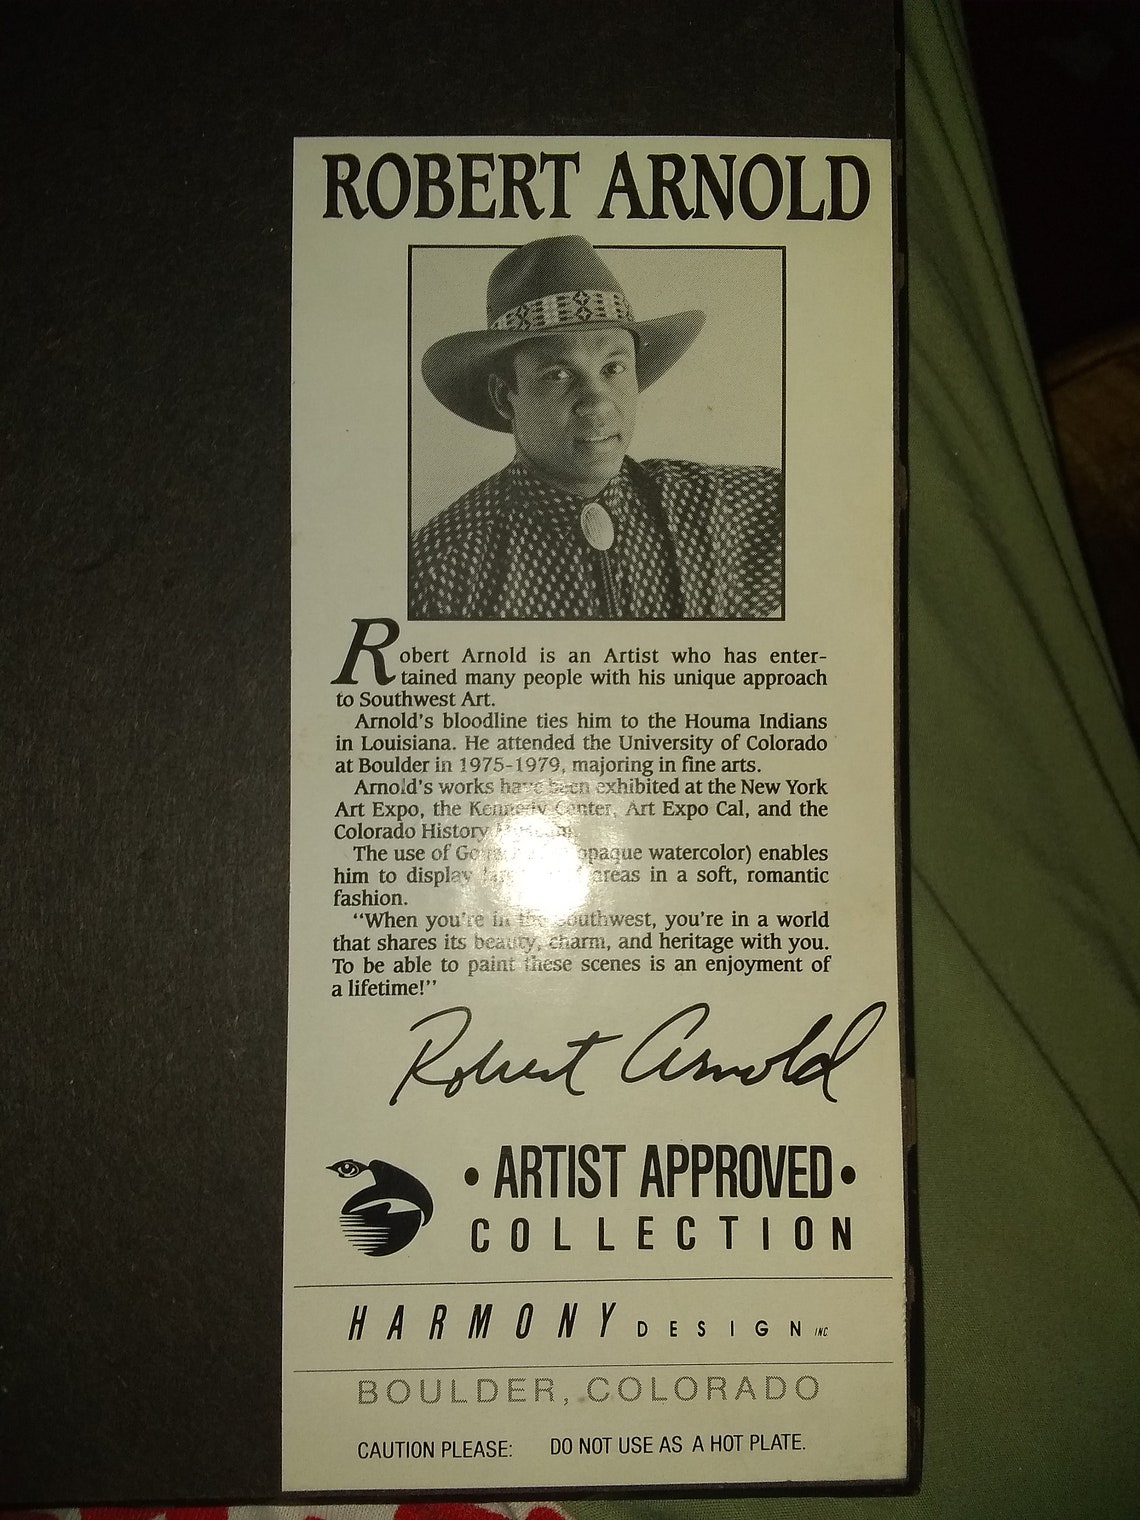 ROBERT ARNOLD
Robert Arnold is an Artist who has enter-
tained many people with his unique approach
to Southwest Art.
Arnold's bloodline ties him to the Houma Indians
in Louisiana. He attended the University of Colorado
at Boulder in 1975-1979, majoring in fine arts.
Arnold's works have been exhibited at the New York
Art Expo, the Kennedy Center, Art Expo Cal, and the
Colorado History Museum.
The use of opaque watercolor) enables
him to display areas in a soft, romantic
fashion.
"When you're in the Southwest, you're in a world
that shares its beauty, charm, and heritage with you.
To be able to paint these scenes is an enjoyment of
a lifetime!"
Robert Arnold
• ARTIST APPROVED •
COLLECTION
HARMONY DESIGN INC
BOULDER, COLORADO
CAUTION PLEASE: DO NOT USE AS A HOT PLATE.